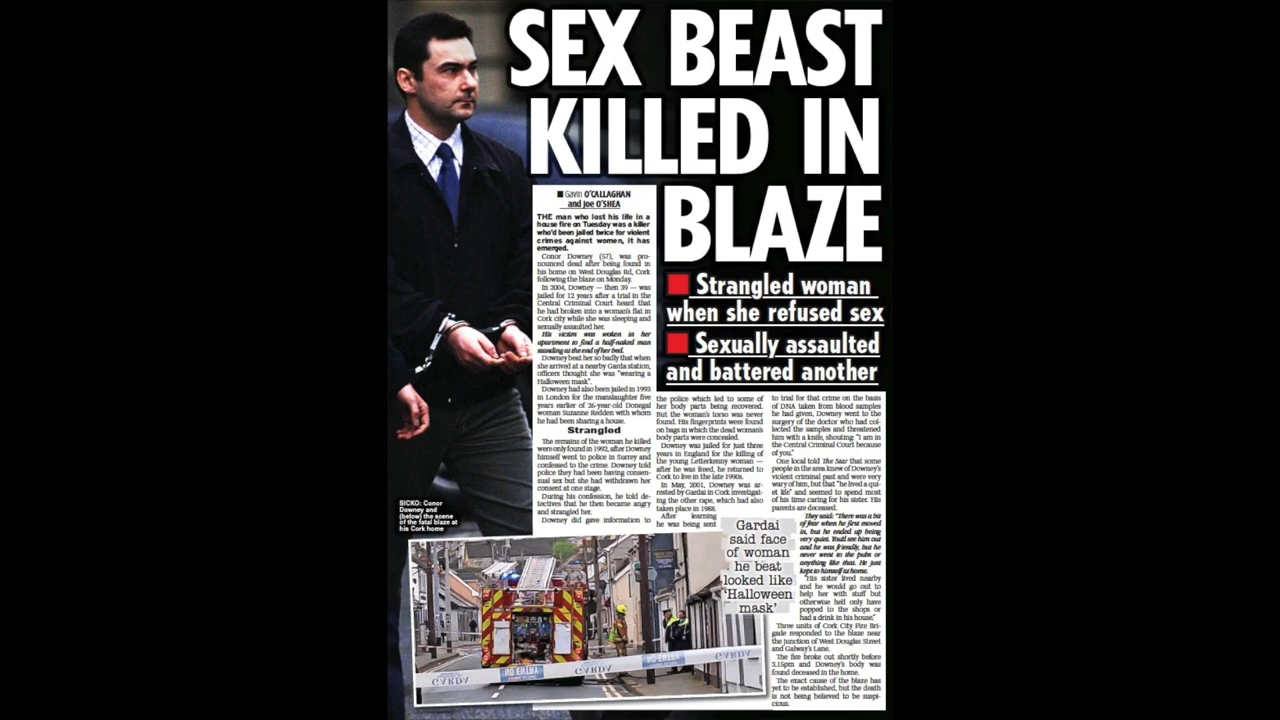 SEX BEAST
KILLED IN
BLAZE
Strangled woman
when she refused sex
Sexually assaulted
and battered another
Gavin O'CALLAGHAN
and Joe O'SHEA
THE man who lost his life in a
house fire on Tuesday was a killer
who'd been jailed twice for violent
crimes against women, it has
emerged.
Conor Downey (57), was pro-
nounced dead after being found in
his home on West Douglas Rd, Cork
following the blaze on Monday.
In 2004, Downey — then 39 — was
jailed for 12 years after a trial in the
Central Criminal Court heard that
he had broken into a woman's flat in
Cork city while she was sleeping and
sexually assaulted her.
His victim was woken in her
apartment to find a half-naked man
standing at the end of her bed.
Downey beat her so badly that when
she arrived at a nearby Garda station,
officers thought she was "wearing a
Halloween mask".
Downey had also been jailed in 1993
in London for the manslaughter five
years earlier of 26-year-old Donegal
woman Suzanne Redden with whom
he had been sharing a house.
Strangled
The remains of the woman he killed
were only found in 1992, after Downey
himself went to police in Surrey and
confessed to the crime. Downey told
police they had been having consen-
sual sex but she had withdrawn her
consent at one stage.
During his confession, he told de-
tectives that he then became angry
and strangled her.
Downey did gave information to
the police which led to some of
her body parts being recovered.
But the woman's torso was never
found. His fingerprints were found
on bags in which the dead woman's
body parts were concealed.
Downey was jailed for just three
years in England for the killing of
the young Letterkenny woman —
after he was freed, he returned to
Cork to live in the late 1990s.
In May, 2001, Downey was ar-
rested by Gardai in Cork investigat-
ing the other rape, which had also
taken place in 1988.
After learning
he was being sent
to trial for that crime on the basis
of DNA taken from blood samples
he had given, Downey went to the
surgery of the doctor who had col-
lected the samples and threatened
him with a knife, shouting: "I am in
the Central Criminal Court because
of you."
One local told The Star that some
people in the area knew of Downey's
violent criminal past and were very
wary of him, but that "he lived a qui-
et life" and seemed to spend most
of his time caring for his sister. His
parents are deceased.
They said: "There was a bit
of fear when he first moved
in, but he ended up being
very quiet. You'd see him out
and he was friendly, but he
never went to the pubs or
anything like that. He just
kept to himself at home.
"His sister lived nearby
and he would go out to
help her with stuff but
otherwise he'd only have
popped to the shops or
had a drink in his house."
Three units of Cork City Fire Bri-
gade responded to the blaze near
the junction of West Douglas Street
and Galway's Lane.
The fire broke out shortly before
3.15pm and Downey's body was
found deceased in the home.
The exact cause of the blaze has
yet to be established, but the death
is not being believed to be suspi-
cious.
Gardai
said face
of woman
he beat
looked like
'Halloween
mask'
SICKO: Conor
Downey and
(below) the scene
of the fatal blaze at
his Cork home
GARDA
GARDA
GARDA